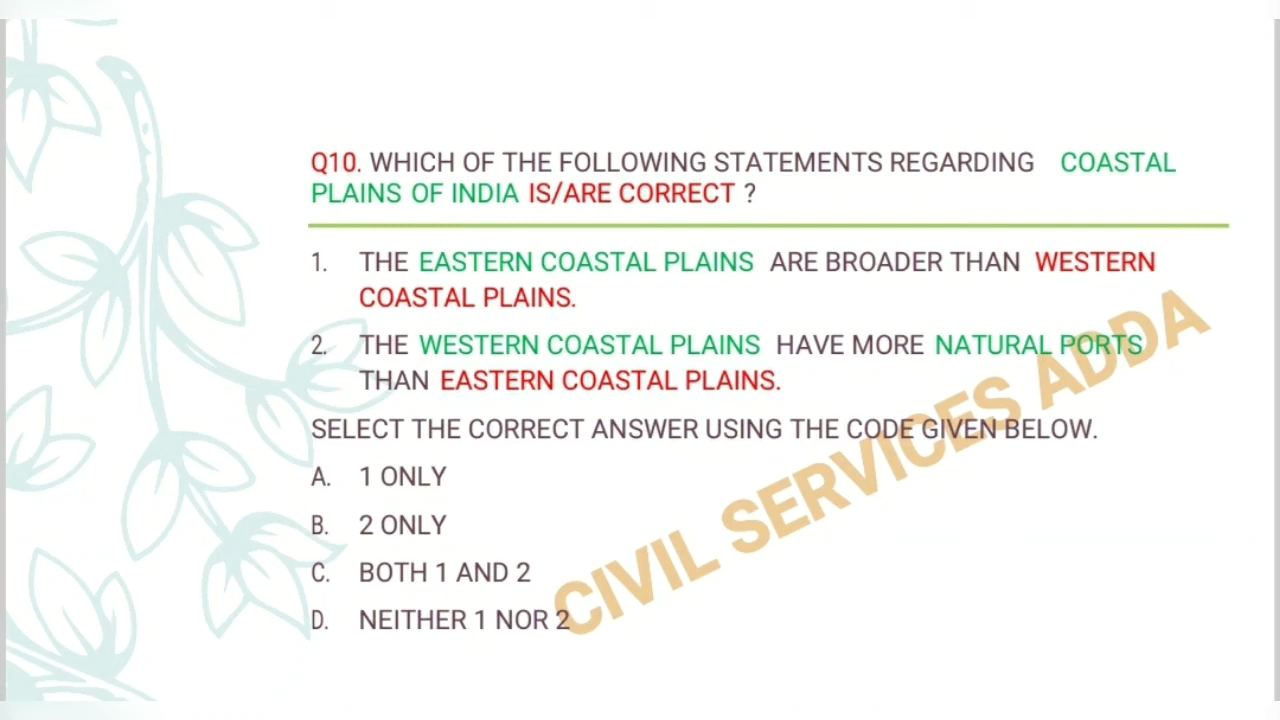 Q10. WHICH OF THE FOLLOWING STATEMENTS REGARDING COASTAL
PLAINS OF INDIA IS/ARE CORRECT ?
1. THE EASTERN COASTAL PLAINS ARE BROADER THAN WESTERN
COASTAL PLAINS.
2. THE WESTERN COASTAL PLAINS HAVE MORE NATURAL PORTS
THAN EASTERN COASTAL PLAINS.
SELECT THE CORRECT ANSWER USING THE CODE GIVEN BELOW.
A. 1 ONLY
B. 2 ONLY
C. BOTH 1 AND 2
D. NEITHER 1 NOR 2
CIVIL SERVICES ADDA